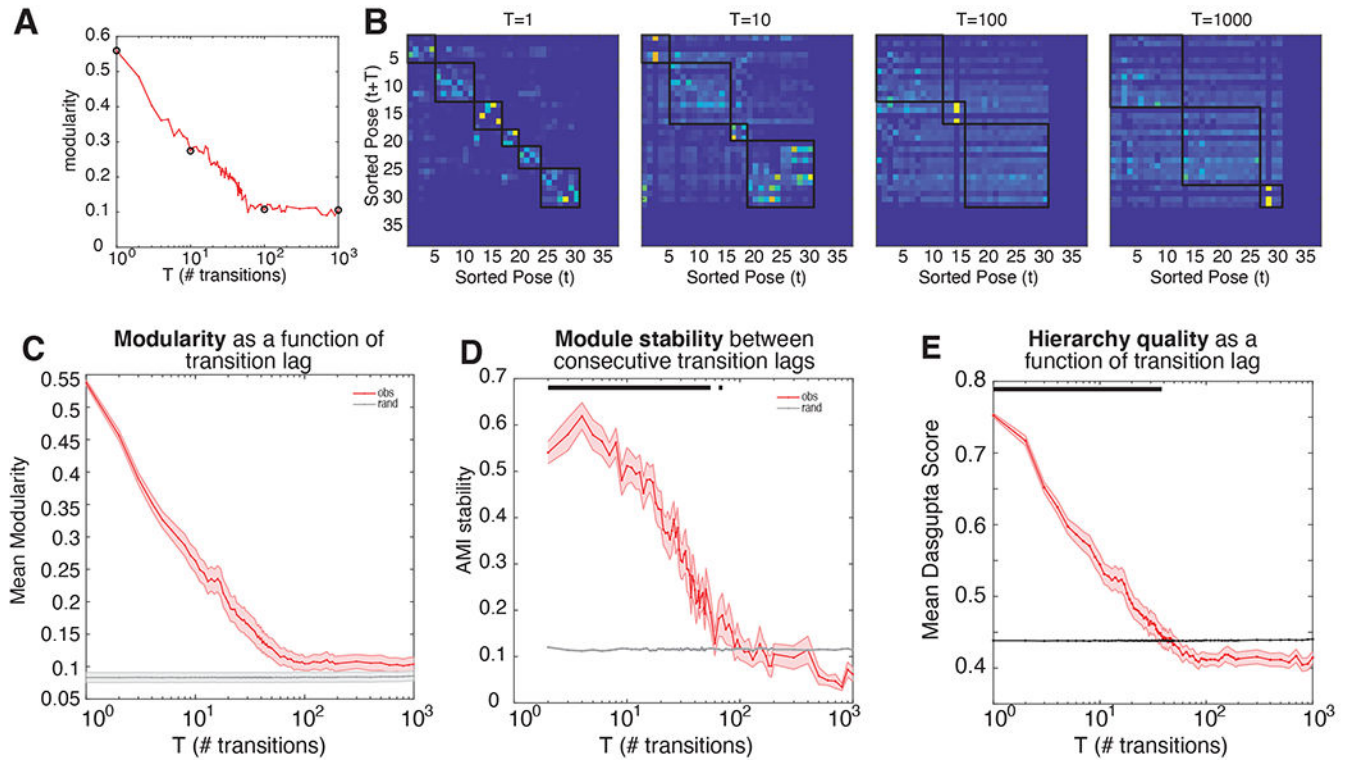 A
0.6
0.5
0.4
0.3
0.2
0.1
0
modularity
10^0 10^1 10^2 10^3
T (# transitions)
B
T=1 T=10 T=100 T=1000
Sorted Pose (t+T)
5
10
15
20
25
30
35
5 10 15 20 25 30 35
Sorted Pose (t)
5 10 15 20 25 30 35
Sorted Pose (t)
5 10 15 20 25 30 35
Sorted Pose (t)
5 10 15 20 25 30 35
Sorted Pose (t)
C
Modularity as a function of
transition lag
0.55
0.5
0.45
0.4
0.35
0.3
0.25
0.2
0.15
0.1
0.05
Mean Modularity
obs
rand
10^0 10^1 10^2 10^3
T (# transitions)
D
Module stability between
consecutive transition lags
0.7
0.6
0.5
0.4
0.3
0.2
0.1
0
AMI stability
obs
rand
10^0 10^1 10^2 10^3
T (# transitions)
E
Hierarchy quality as a
function of transition lag
0.8
0.7
0.6
0.5
0.4
Mean Dasgupta Score
10^0 10^1 10^2 10^3
T (# transitions)